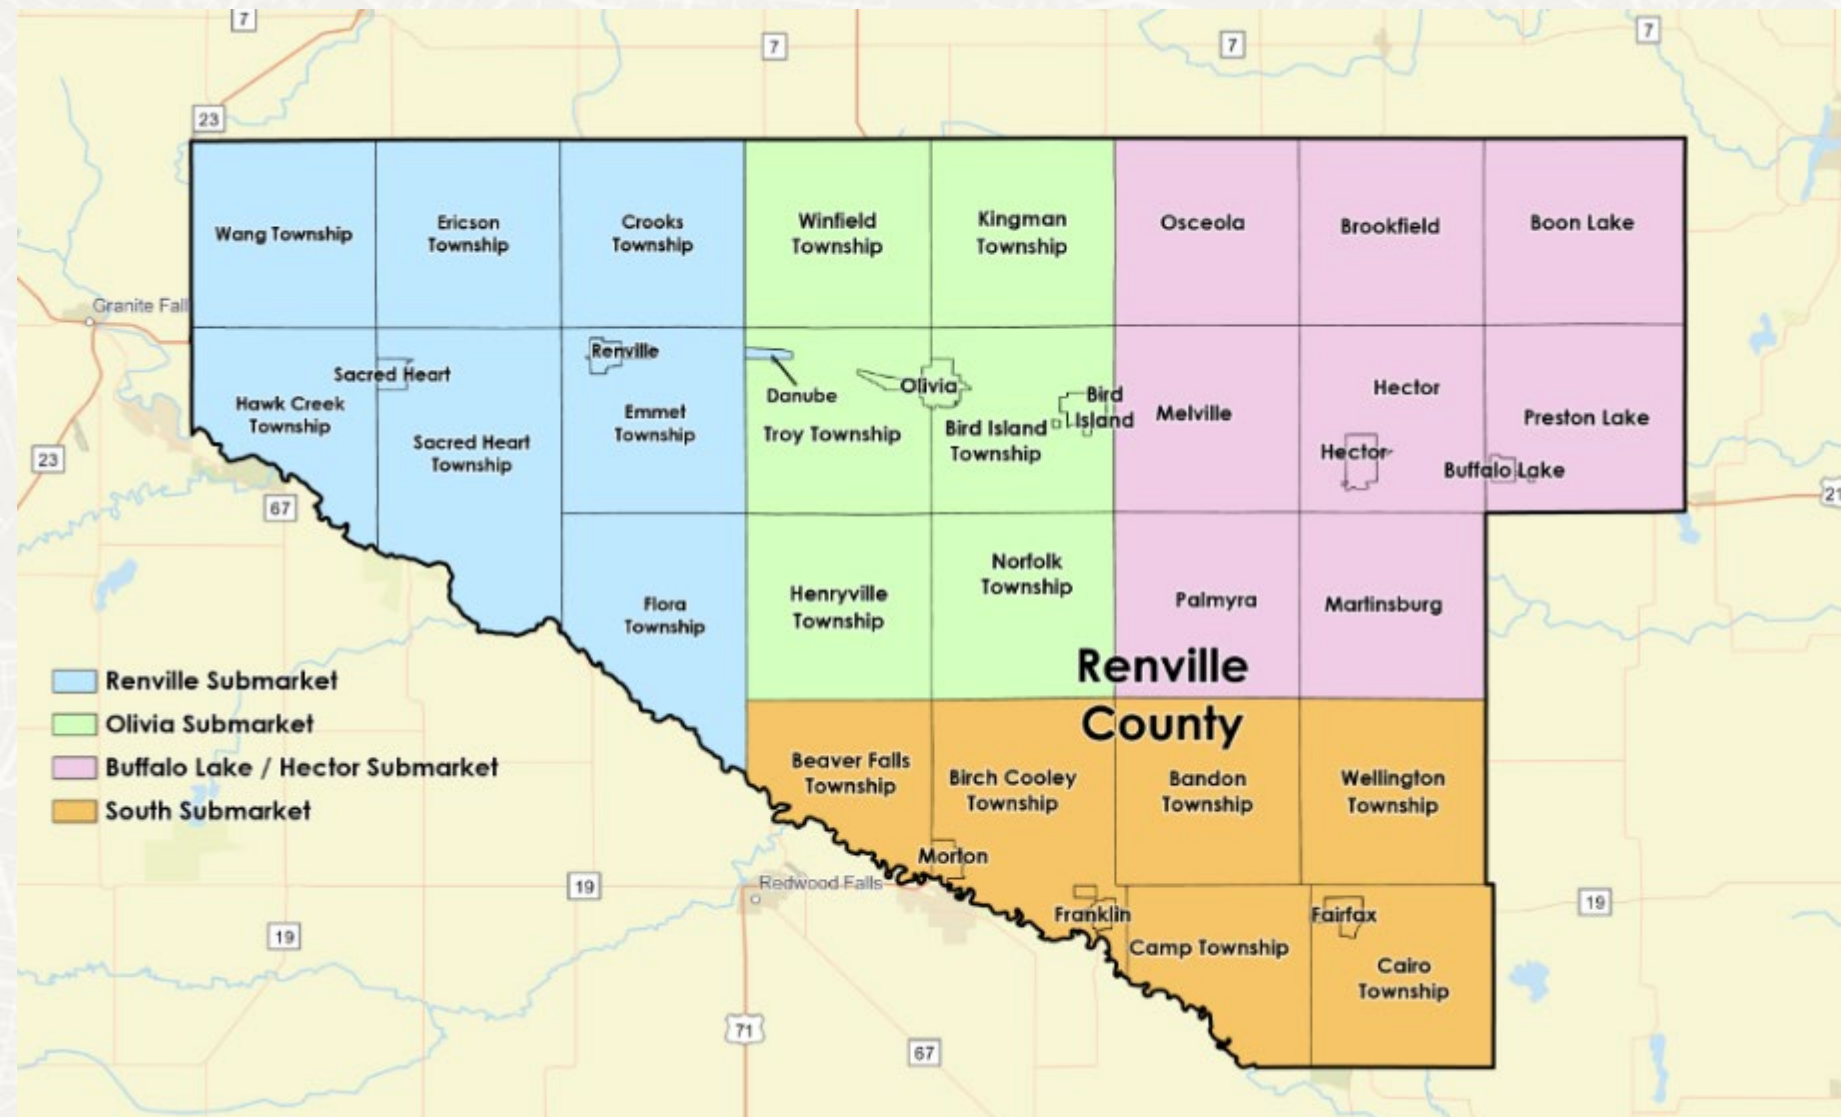 7
7
7
7
23
Wang Township
Ericson
Township
Crooks
Township
Winfield
Township
Kingman
Township
Osceola
Brookfield
Boon Lake
Granite Fall
Sacred Heart
Renville
Danube
Olivia
Bird
Island
Hector
Hawk Creek
Township
Sacred Heart
Township
Emmet
Township
Troy Township
Bird Island
Township
Melville
Hector
Preston Lake
Buffalo Lake
23
67
21
Flora
Township
Henryville
Township
Norfolk
Township
Palmyra
Martinsburg
Renville
County
Renville Submarket
Olivia Submarket
Buffalo Lake / Hector Submarket
South Submarket
Beaver Falls
Township
Birch Cooley
Township
Bandon
Township
Wellington
Township
Morton
Redwood Falls
19
19
19
Franklin
Fairfax
Camp Township
Cairo
Township
71
67